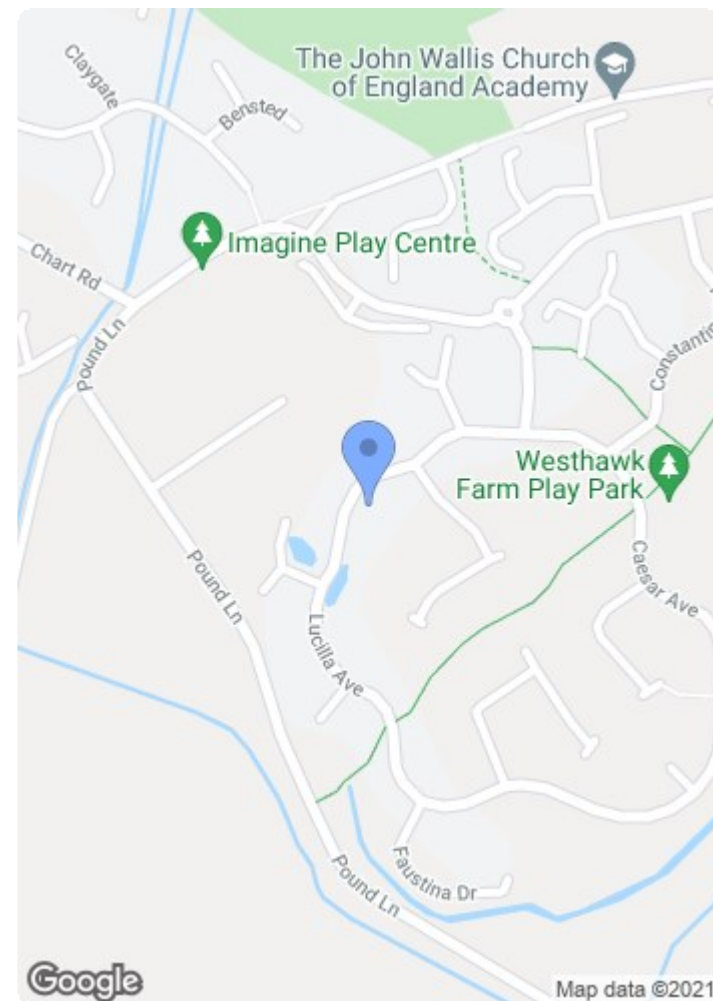 The John Wallis Church
of England Academy
Claygate
Bensted
Imagine Play Centre
Chart Rd
Pound Ln
Westhawk
Farm Play Park
Pound Ln
Caesar Ave
Lucilla Ave
Faustina Dr
Pound Ln
Google
Map data ©2021